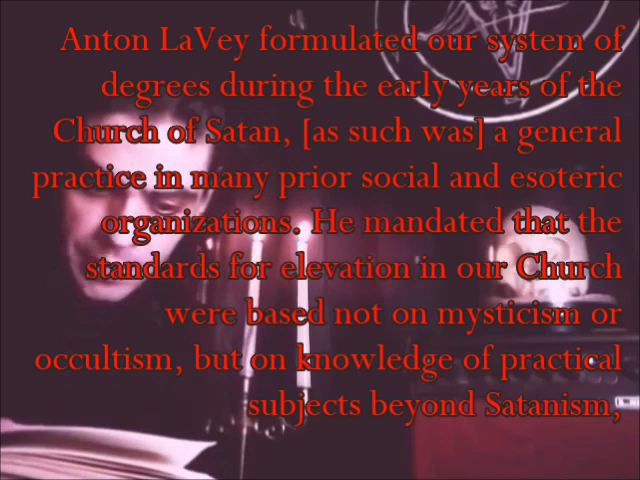 Anton LaVey formulated our system of
degrees during the early years of the
Church of Satan, [as such was] a general
practice in many prior social and esoteric
organizations. He mandated that the
standards for elevation in our Church
were based not on mysticism or
occultism, but on knowledge of practical
subjects beyond Satanism,